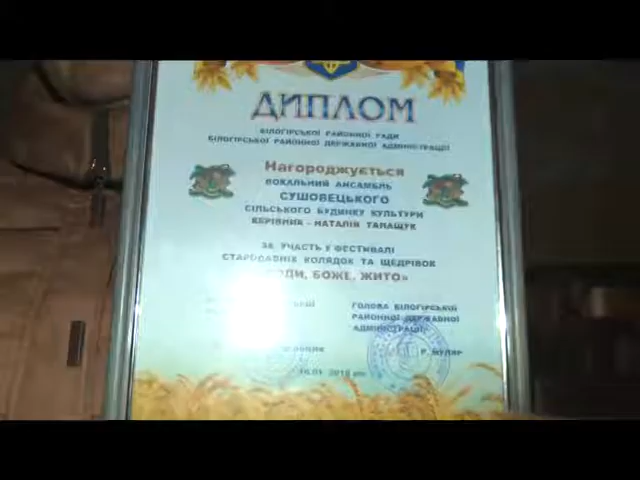 ДИПЛОМ
БІЛОГІРСЬКОЇ РАЙОННОЇ РАДИ
БІЛОГІРСЬКОЇ РАЙОННОЇ ДЕРЖАВНОЇ АДМІНІСТРАЦІЇ
Нагороджується
ВОКАЛЬНИЙ АНСАМБЛЬ
СУШОВЕЦЬКОГО
СІЛЬСЬКОГО БУДИНКУ КУЛЬТУРИ
КЕРІВНИК - НАТАЛІЯ ТАПАЩУК
ЗА УЧАСТЬ У ФЕСТИВАЛІ
СТАРОДАВНІХ КОЛЯДОК ТА ЩЕДРІВОК
БОЖЕ, ЖИТО»
ГОЛОВА БІЛОГІРСЬКОЇ
РАЙОННОЇ ДЕРЖАВНОЇ
АДМІНІСТРАЦІЇ